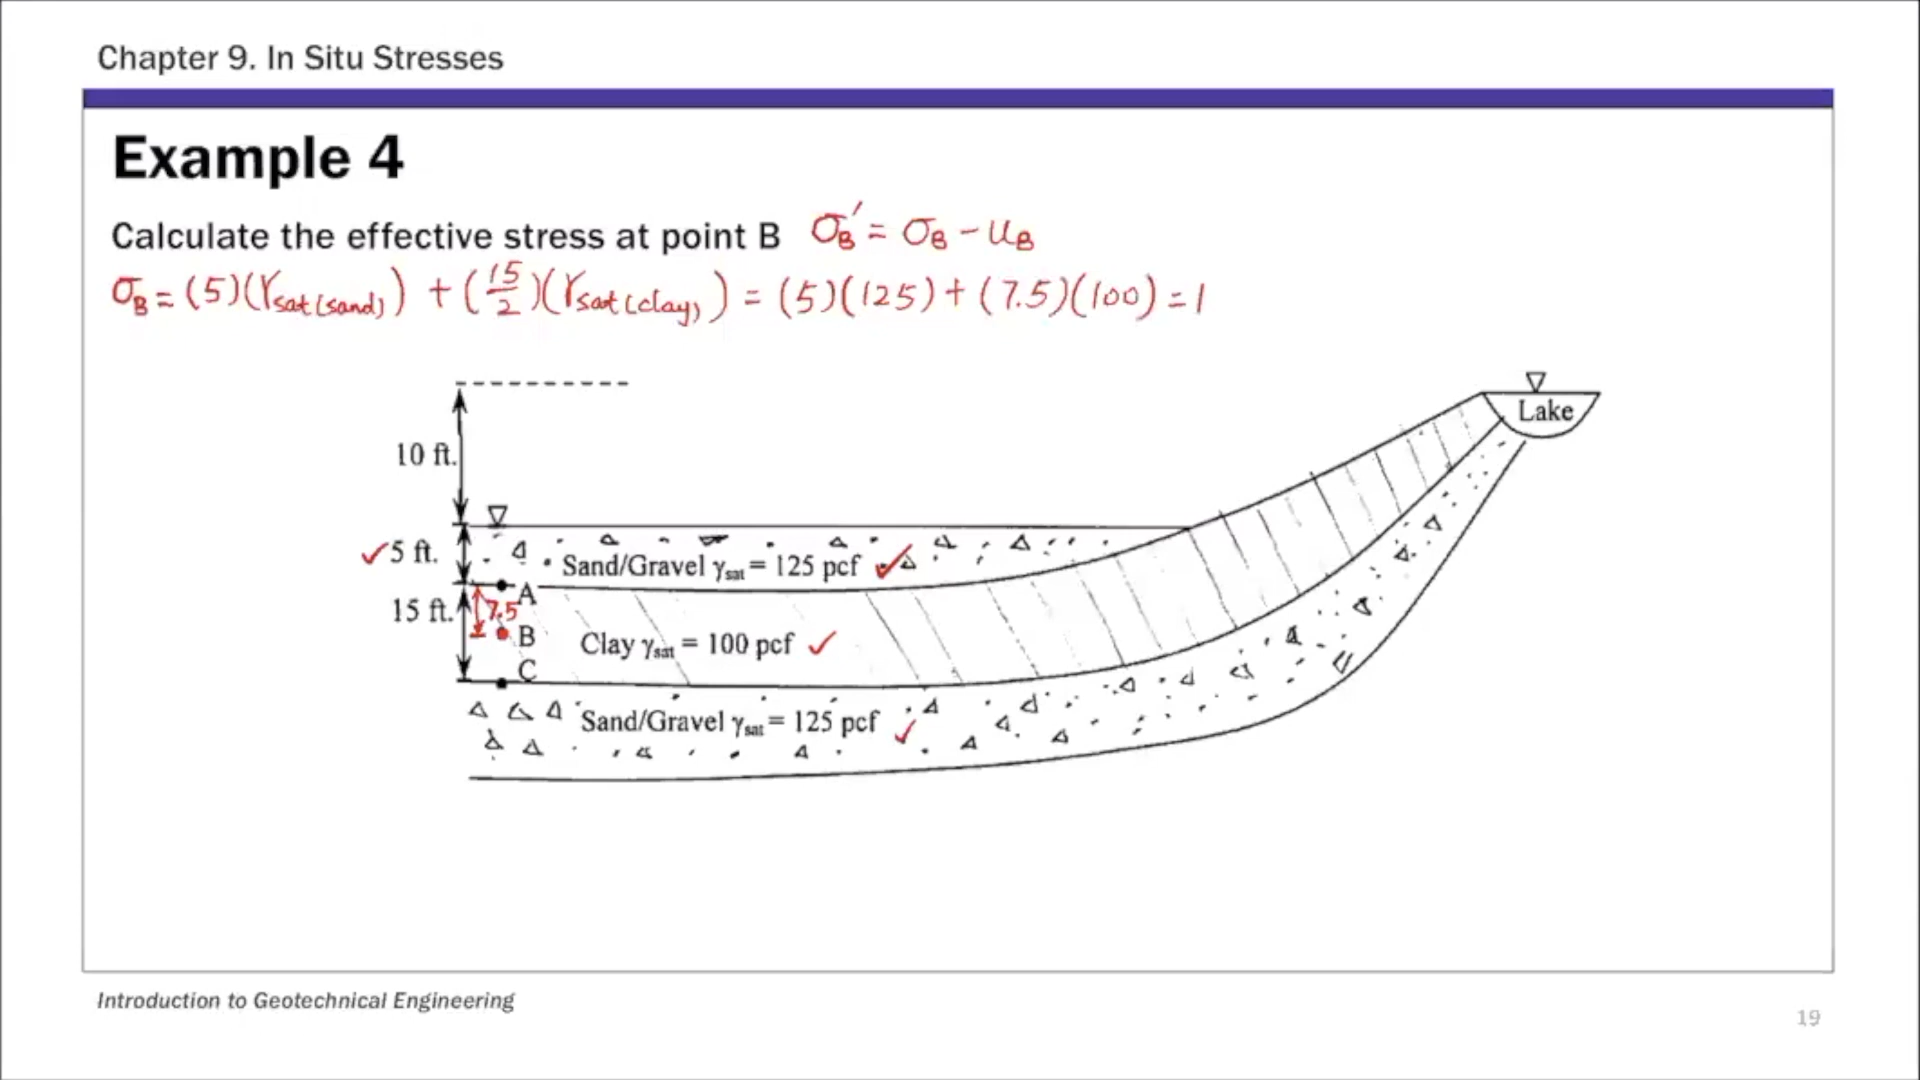 Chapter 9. In Situ Stresses
Example 4
Calculate the effective stress at point B σB′ = σB − uB
σB = (5)(γsat(sand)) + (15/2)(γsat(clay)) = (5)(125) + (7.5)(100) = 1
Lake
10 ft.
✓5 ft.
Sand/Gravel γsat = 125 pcf ✓
A
15 ft.
7.5
B
Clay γsat = 100 pcf ✓
C
Sand/Gravel γsat = 125 pcf ✓
Introduction to Geotechnical Engineering
19